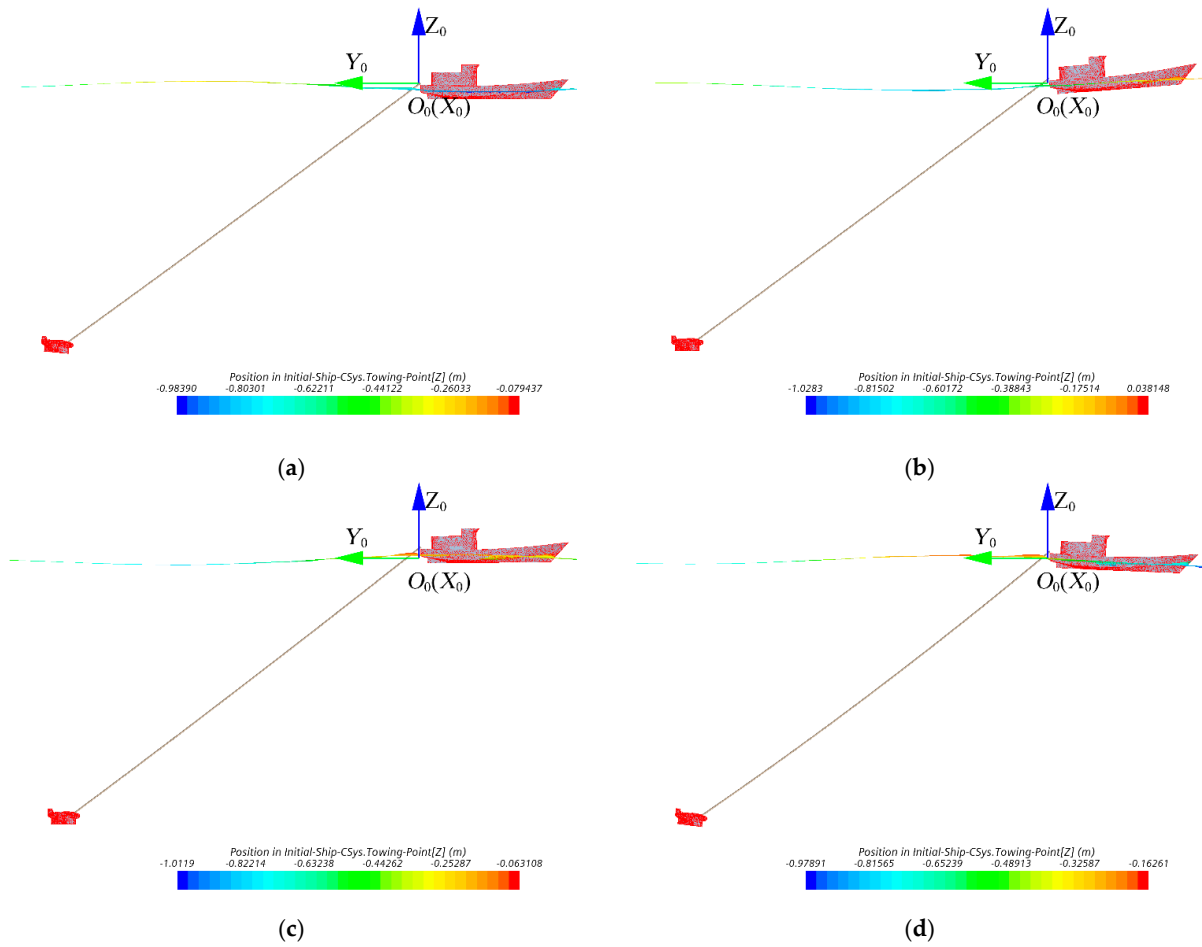 Z₀
Y₀
O₀(X₀)
Position in Initial-Ship-CSys.Towing-Point[Z] (m)
-0.98390 -0.80301 -0.62211 -0.44122 -0.26033 -0.079437
(a)
Z₀
Y₀
O₀(X₀)
Position in Initial-Ship-CSys.Towing-Point[Z] (m)
-1.0283 -0.81502 -0.60172 -0.38843 -0.17514 0.038148
(b)
Z₀
Y₀
O₀(X₀)
Position in Initial-Ship-CSys.Towing-Point[Z] (m)
-1.0119 -0.82214 -0.63238 -0.44262 -0.25287 -0.063108
(c)
Z₀
Y₀
O₀(X₀)
Position in Initial-Ship-CSys.Towing-Point[Z] (m)
-0.97891 -0.81565 -0.65239 -0.48913 -0.32587 -0.16261
(d)